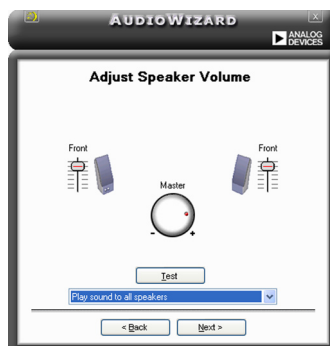 AUDIOWIZARD
X
ANALOG
DEVICES
Adjust Speaker Volume
Front
Front
Master
- +
Test
Play sound to all speakers
< Back
Next >